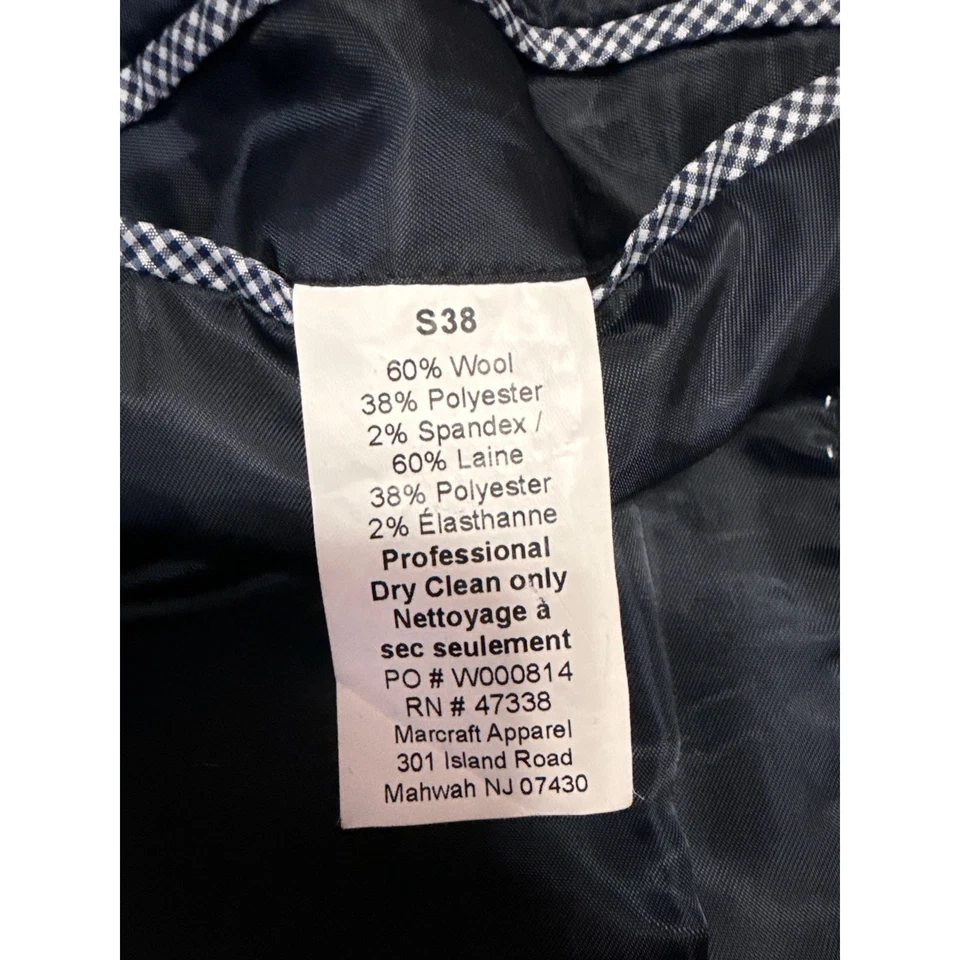 S38
60% Wool
38% Polyester
2% Spandex /
60% Laine
38% Polyester
2% Élasthanne
Professional
Dry Clean only
Nettoyage à
sec seulement
PO # W000814
RN # 47338
Marcraft Apparel
301 Island Road
Mahwah NJ 07430